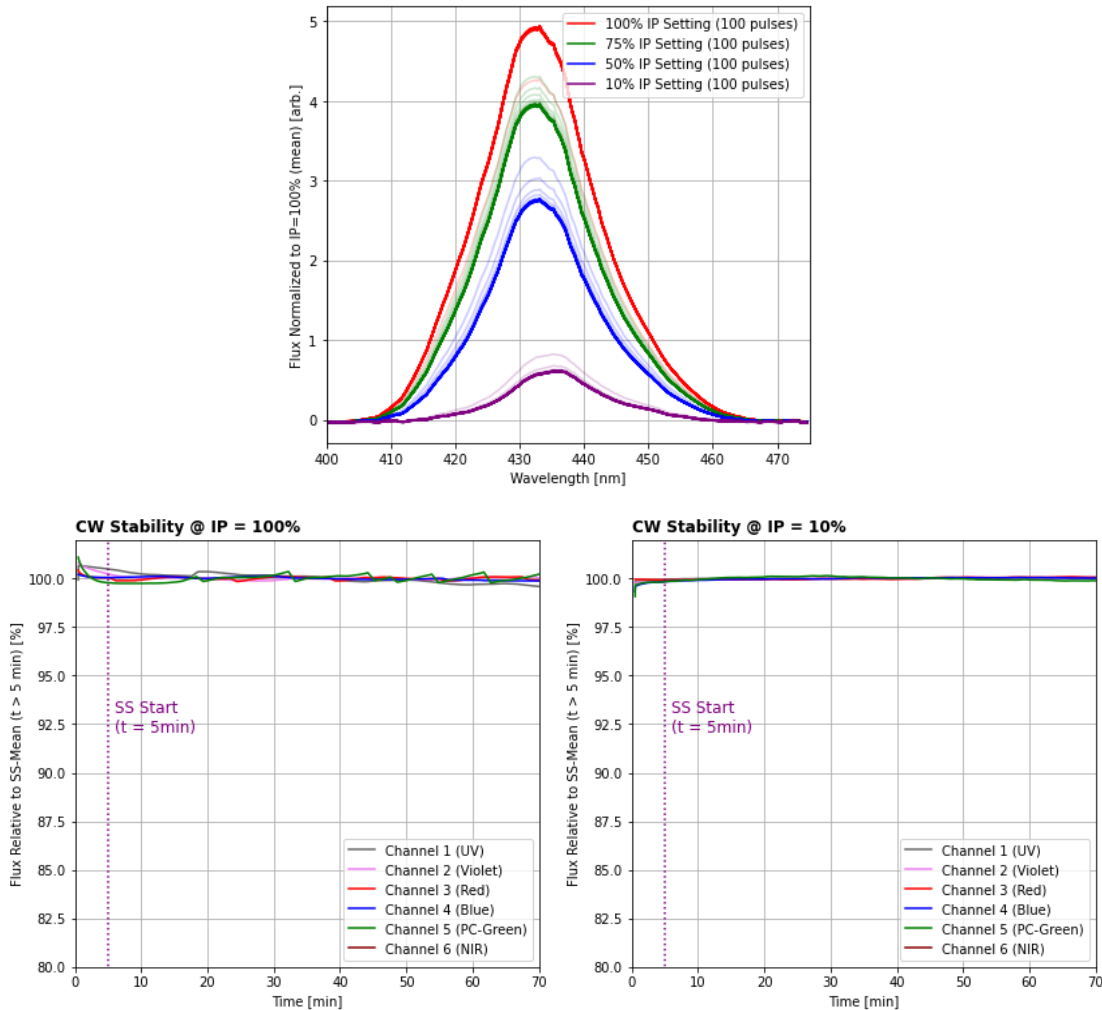 5
4
3
2
1
0
Flux Normalized to IP=100% (mean) [arb.]
100% IP Setting (100 pulses)
75% IP Setting (100 pulses)
50% IP Setting (100 pulses)
10% IP Setting (100 pulses)
400 410 420 430 440 450 460 470
Wavelength [nm]
CW Stability @ IP = 100%
100.0
97.5
95.0
92.5
90.0
87.5
85.0
82.5
80.0
Flux Relative to SS-Mean (t > 5 min) [%]
SS Start
(t = 5min)
Channel 1 (UV)
Channel 2 (Violet)
Channel 3 (Red)
Channel 4 (Blue)
Channel 5 (PC-Green)
Channel 6 (NIR)
0 10 20 30 40 50 60 70
Time [min]
CW Stability @ IP = 10%
100.0
97.5
95.0
92.5
90.0
87.5
85.0
82.5
80.0
Flux Relative to SS-Mean (t > 5 min) [%]
SS Start
(t = 5min)
Channel 1 (UV)
Channel 2 (Violet)
Channel 3 (Red)
Channel 4 (Blue)
Channel 5 (PC-Green)
Channel 6 (NIR)
0 10 20 30 40 50 60 70
Time [min]